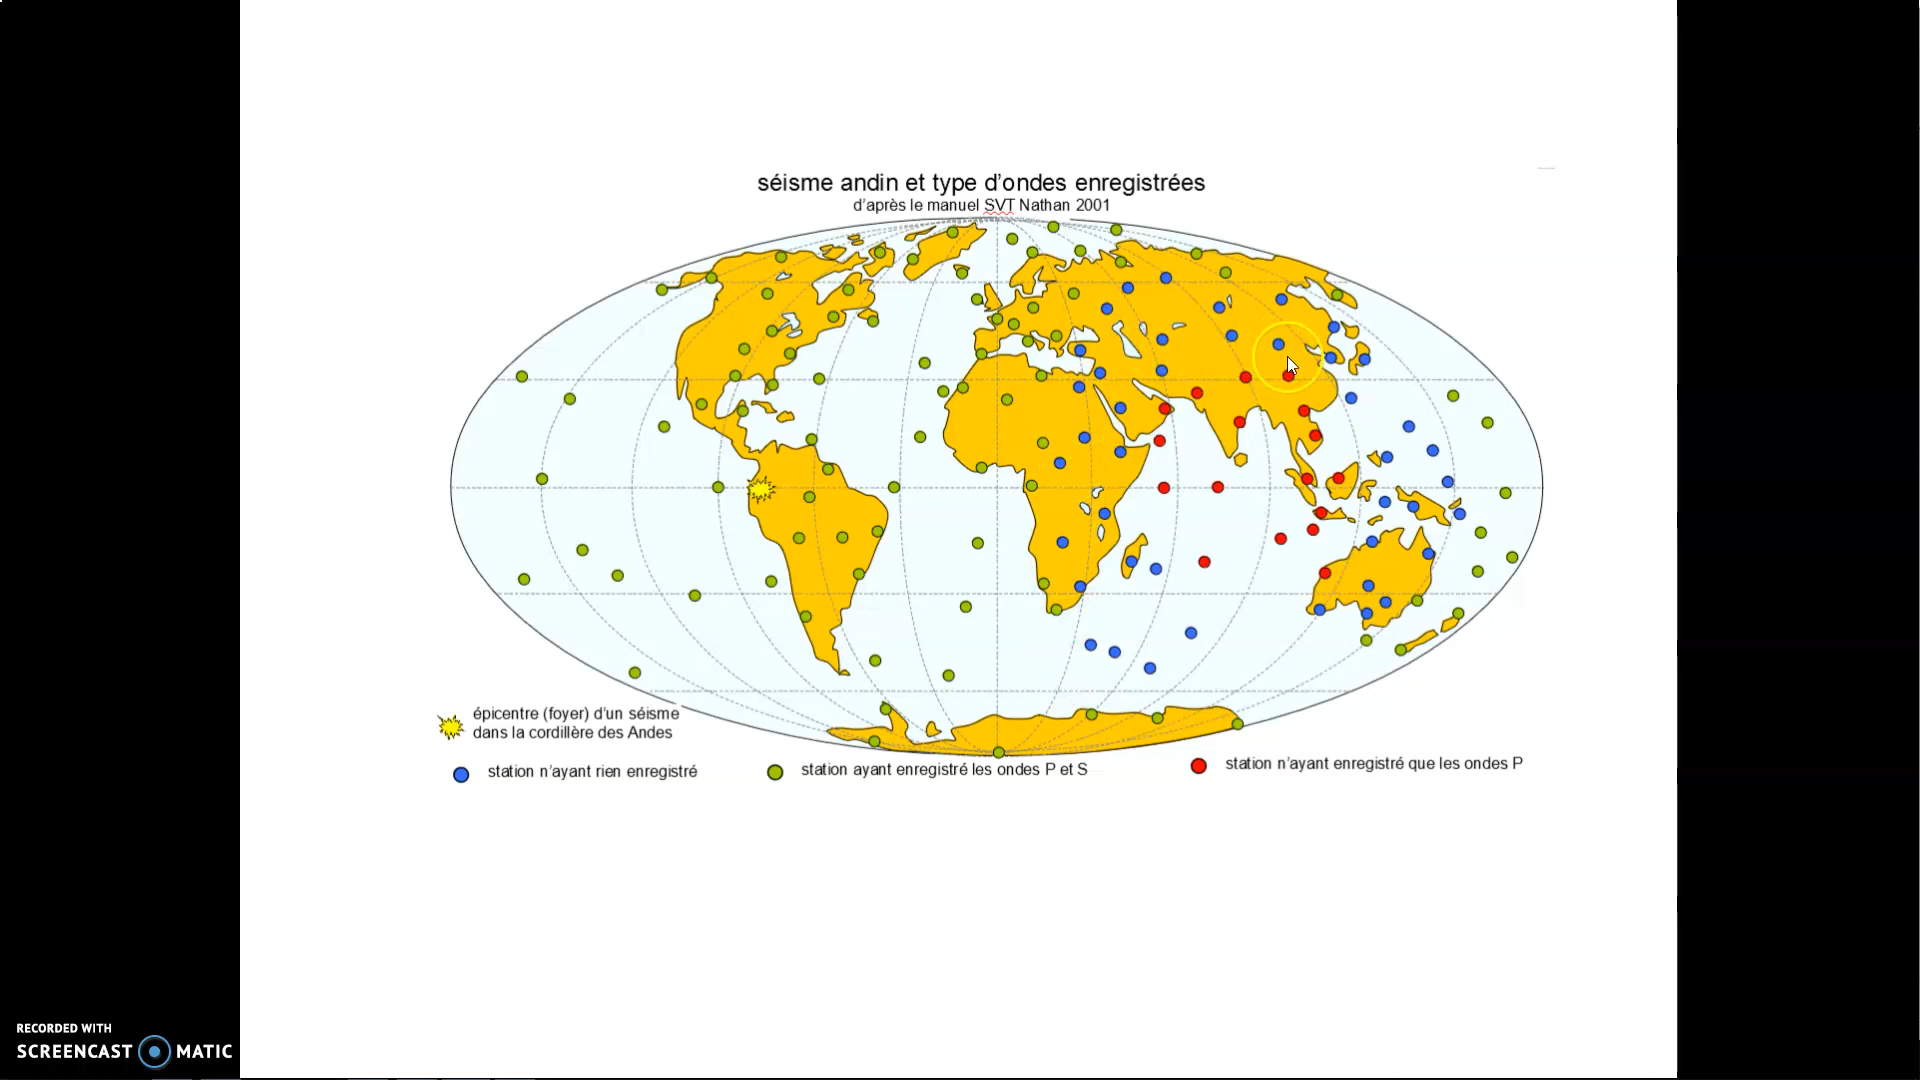 séisme andin et type d'ondes enregistrées
d'après le manuel SVT Nathan 2001
épicentre (foyer) d'un séisme
dans la cordillère des Andes
station n'ayant rien enregistré
station ayant enregistré les ondes P et S
station n'ayant enregistré que les ondes P
RECORDED WITH
SCREENCAST MATIC